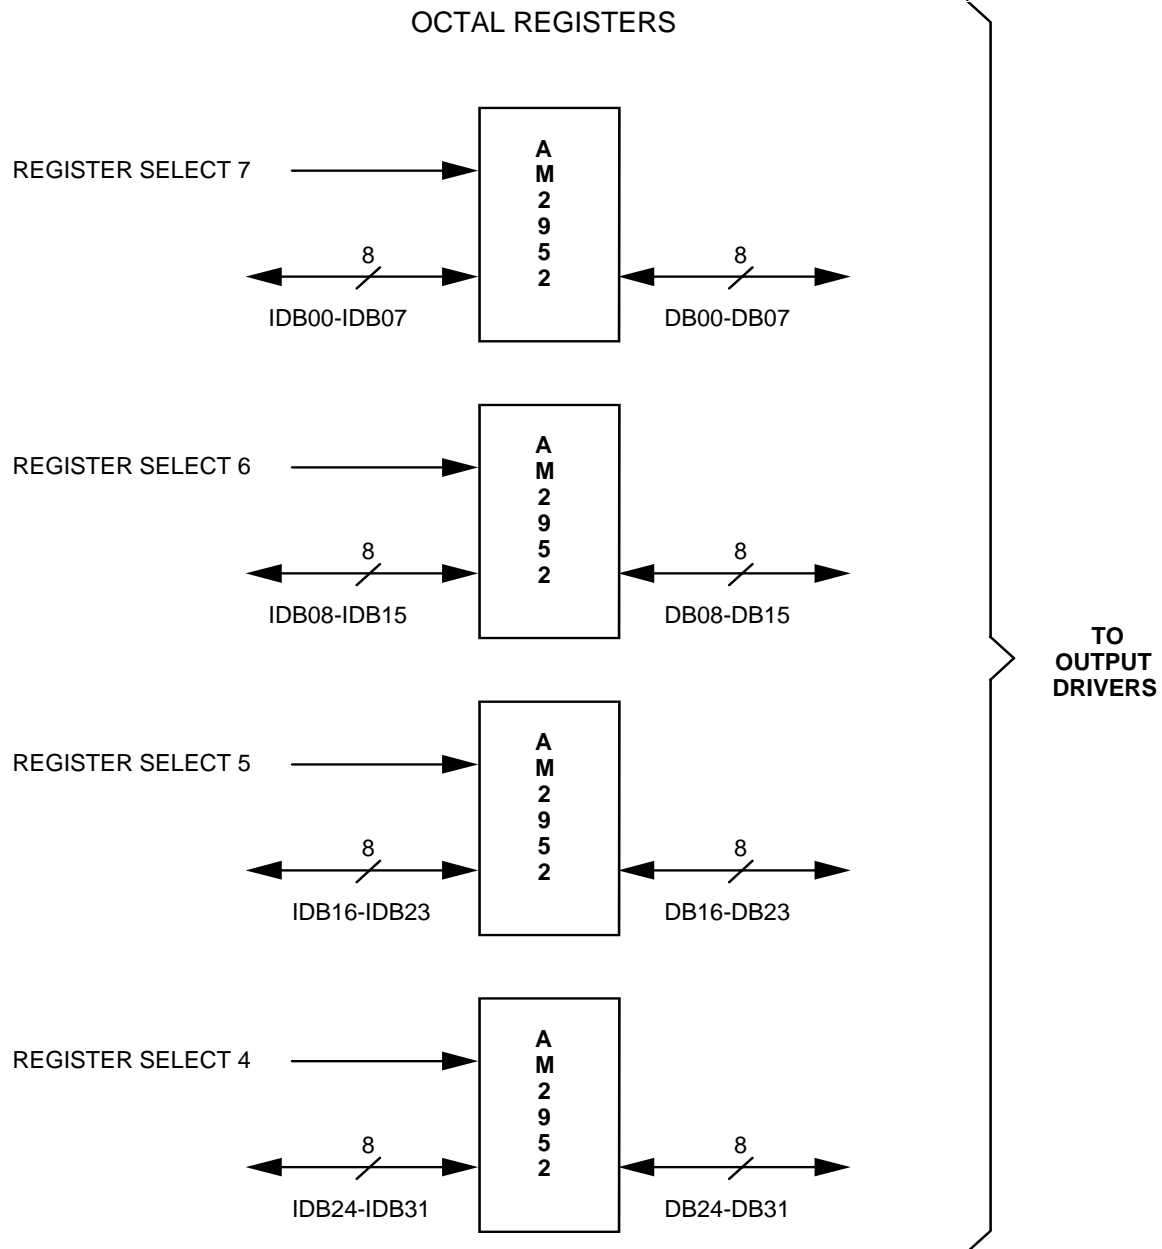 OCTAL REGISTERS
REGISTER SELECT 7
A
M
2
9
5
2
8
8
IDB00-IDB07
DB00-DB07
REGISTER SELECT 6
A
M
2
9
5
2
8
8
IDB08-IDB15
DB08-DB15
TO
OUTPUT
DRIVERS
REGISTER SELECT 5
A
M
2
9
5
2
8
8
IDB16-IDB23
DB16-DB23
REGISTER SELECT 4
A
M
2
9
5
2
8
8
IDB24-IDB31
DB24-DB31